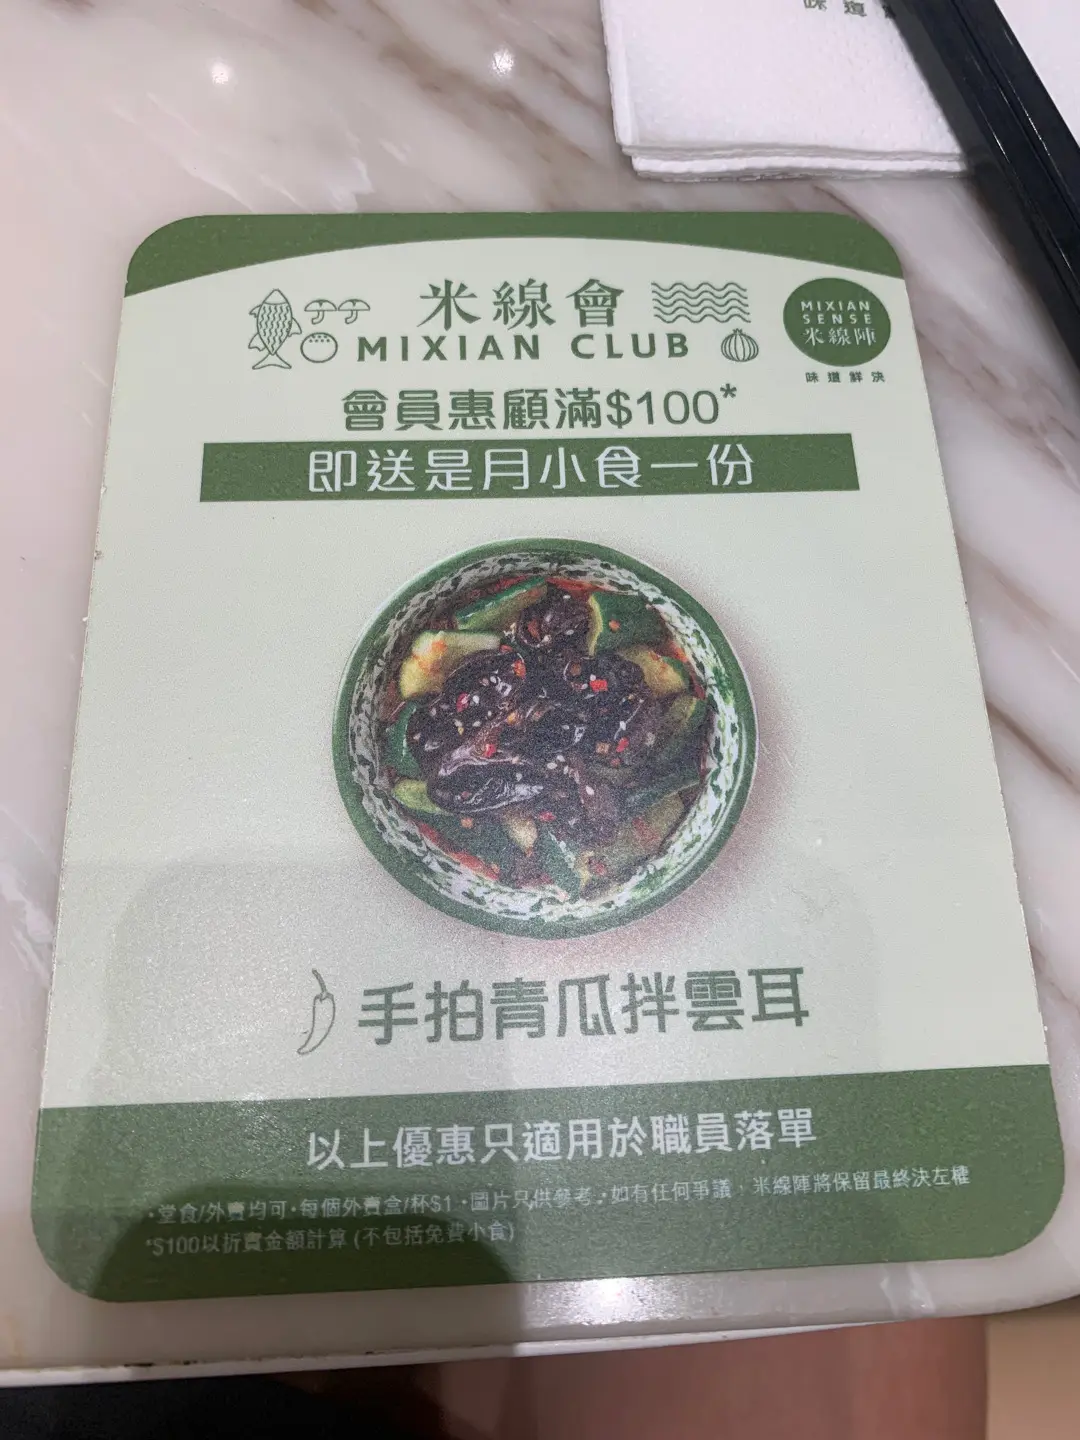 味道
米線會
MIXIAN CLUB
MIXIAN
SENSE
米線陣
味道鮮決
會員惠顧滿$100*
即送是月小食一份
手拍青瓜拌雲耳
以上優惠只適用於職員落單
•堂食/外賣均可•每個外賣盒/杯$1•圖片只供參考•如有任何爭議，米線陣將保留最終決左權
*$100以折實金額計算 (不包括免費小食)